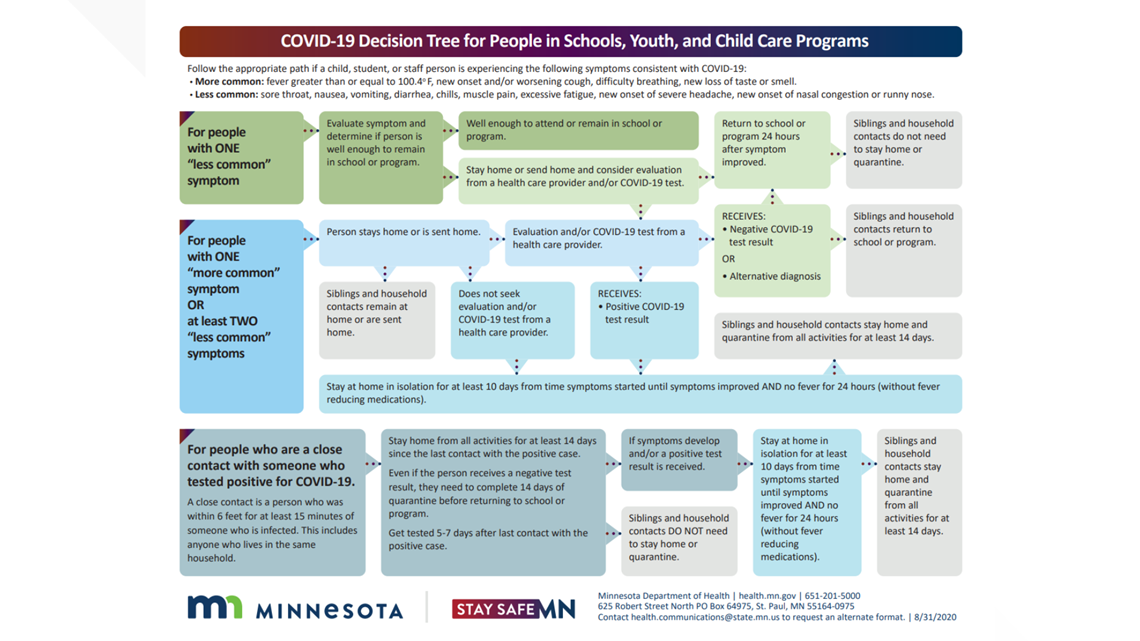 COVID-19 Decision Tree for People in Schools, Youth, and Child Care Programs
Follow the appropriate path if a child, student, or staff person is experiencing the following symptoms consistent with COVID-19:
• More common: fever greater than or equal to 100.4° F, new onset and/or worsening cough, difficulty breathing, new loss of taste or smell.
• Less common: sore throat, nausea, vomiting, diarrhea, chills, muscle pain, excessive fatigue, new onset of severe headache, new onset of nasal congestion or runny nose.
For people
with ONE
“less common”
symptom
Evaluate symptom and
determine if person is
well enough to remain
in school or program.
Well enough to attend or remain in school or
program.
Stay home or send home and consider evaluation
from a health care provider and/or COVID-19 test.
Return to school or
program 24 hours
after symptom
improved.
Siblings and household
contacts do not need
to stay home or
quarantine.
For people
with ONE
“more common”
symptom
OR
at least TWO
“less common”
symptoms
Person stays home or is sent home.
Evaluation and/or COVID-19 test from a
health care provider.
RECEIVES:
• Negative COVID-19
test result
OR
• Alternative diagnosis
Siblings and household
contacts return to
school or program.
Siblings and household
contacts remain at
home or are sent
home.
Does not seek
evaluation and/or
COVID-19 test from a
health care provider.
RECEIVES:
• Positive COVID-19
test result
Siblings and household contacts stay home and
quarantine from all activities for at least 14 days.
Stay at home in isolation for at least 10 days from time symptoms started until symptoms improved AND no fever for 24 hours (without fever
reducing medications).
For people who are a close
contact with someone who
tested positive for COVID-19.
A close contact is a person who was
within 6 feet for at least 15 minutes of
someone who is infected. This includes
anyone who lives in the same
household.
Stay home from all activities for at least 14 days
since the last contact with the positive case.
Even if the person receives a negative test
result, they need to complete 14 days of
quarantine before returning to school or
program.
Get tested 5-7 days after last contact with the
positive case.
If symptoms develop
and/or a positive test
result is received.
Siblings and household
contacts DO NOT need
to stay home or
quarantine.
Stay at home in
isolation for at least
10 days from time
symptoms started
until symptoms
improved AND no
fever for 24 hours
(without fever
reducing
medications).
Siblings and
household
contacts stay
home and
quarantine
from all
activities for at
least 14 days.
mn MINNESOTA
STAY SAFE MN
Minnesota Department of Health | health.mn.gov | 651-201-5000
625 Robert Street North PO Box 64975, St. Paul, MN 55164-0975
Contact health.communications@state.mn.us to request an alternate format. | 8/31/2020